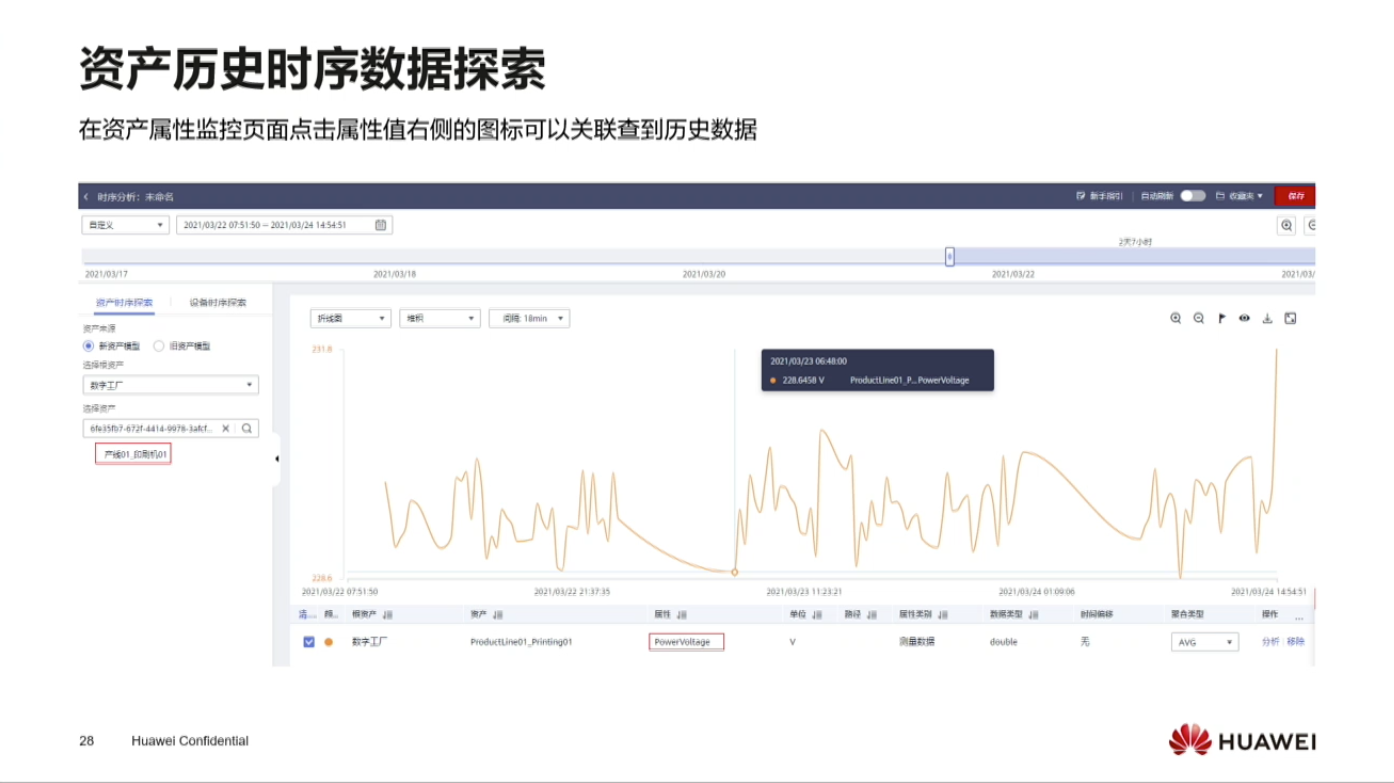 资产历史时序数据探索
在资产属性监控页面点击属性值右侧的图标可以关联查到历史数据
时序分析：未命名
新手指引 自动刷新 收藏夹 保存
自定义 2021/03/22 07:51:50 — 2021/03/24 14:54:51
2天7小时
2021/03/17 2021/03/18 2021/03/20 2021/03/22 2021/03/
资产时序探索 设备时序探索
资产来源
新资产模型 旧资产模型
选择根资产
数字工厂
选择资产
6fe35fb7-672f-4414-9978-3afcf...
产线01_印刷机01
折线图 堆积 间隔: 18min
231.8
2021/03/23 06:48:00
228.6458 V ProductLine01_P...PowerVoltage
228.6
2021/03/22 07:51:50 2021/03/22 21:37:35 2021/03/23 11:23:21 2021/03/24 01:09:06 2021/03/24 14:54:51
清... 颜... 根资产 资产 属性 单位 路径 属性类别 数据类型 时间偏移 聚合类型 操作 ...
数字工厂 ProductLine01_Printing01 PowerVoltage V 测量数据 double 无 AVG 分析 移除
28 Huawei Confidential
HUAWEI